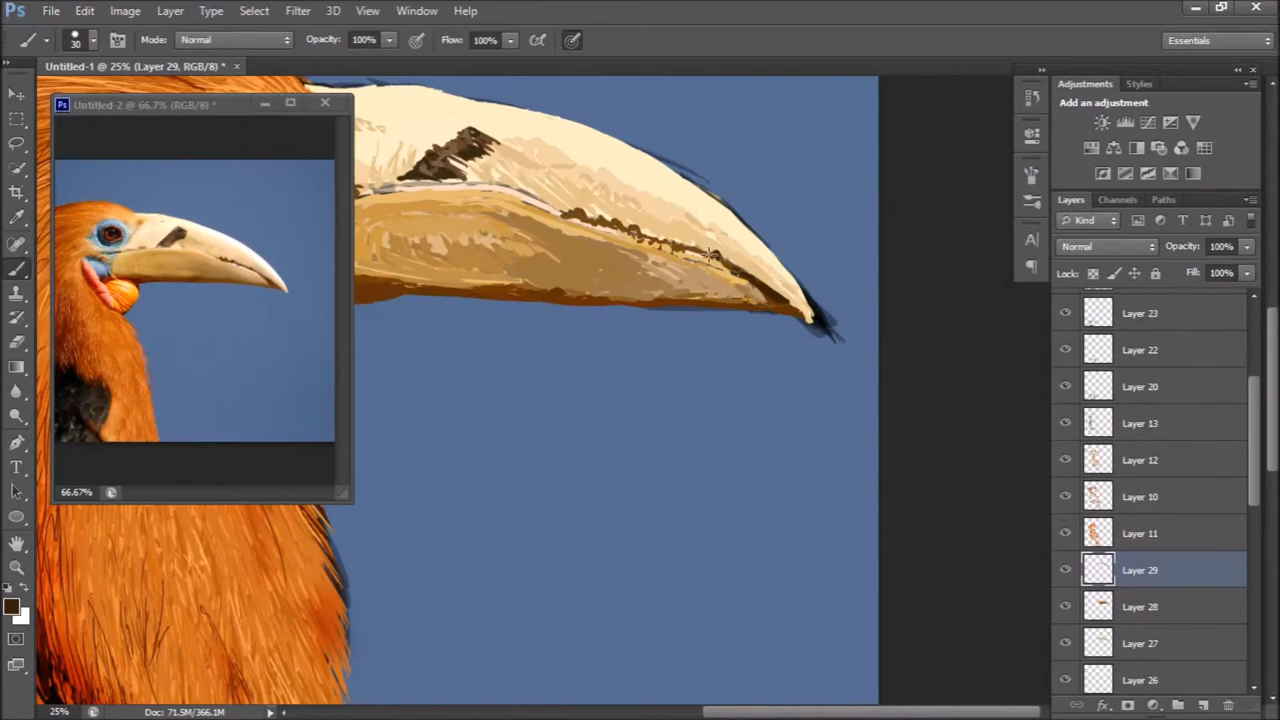 Ps File Edit Image Layer Type Select Filter 3D View Window Help
30 Mode: Normal Opacity: 100% Flow: 100% Essentials
Untitled-1 @ 25% (Layer 29, RGB/8) *
Adjustments Styles
Ps Untitled-2 @ 66.7% (RGB/8) *
Add an adjustment
Layers Channels Paths
Kind
Normal Opacity: 100%
Lock: Fill: 100%
Layer 23
Layer 22
Layer 20
Layer 13
Layer 12
Layer 10
Layer 11
Layer 29
Layer 28
Layer 27
Layer 26
66.67%
25% Doc: 71.5M/366.1M